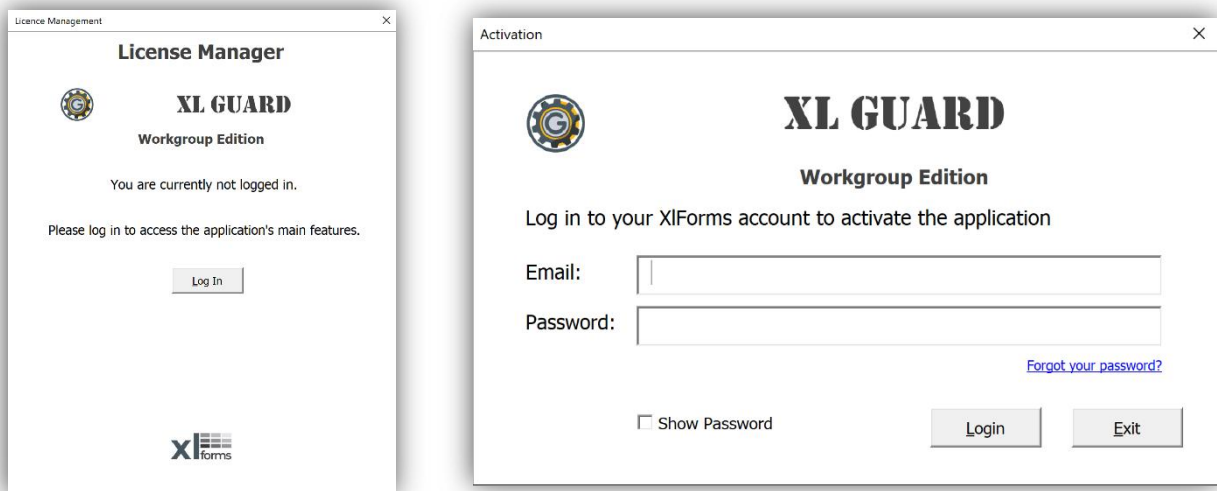 Licence Management
License Manager
G
XL GUARD
Workgroup Edition
You are currently not logged in.
Please log in to access the application's main features.
Log In
xl forms
Activation
G
XL GUARD
Workgroup Edition
Log in to your XlForms account to activate the application
Email:
Password:
Forgot your password?
Show Password
Login
Exit